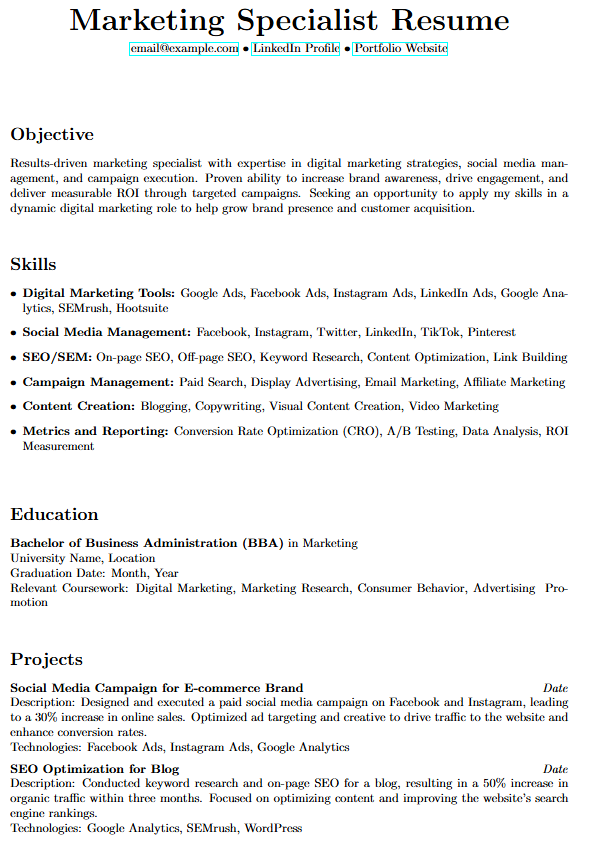 Marketing Specialist Resume
email@example.com • LinkedIn Profile • Portfolio Website
Objective
Results-driven marketing specialist with expertise in digital marketing strategies, social media man-
agement, and campaign execution. Proven ability to increase brand awareness, drive engagement, and
deliver measurable ROI through targeted campaigns. Seeking an opportunity to apply my skills in a
dynamic digital marketing role to help grow brand presence and customer acquisition.
Skills
• Digital Marketing Tools: Google Ads, Facebook Ads, Instagram Ads, LinkedIn Ads, Google Ana-
lytics, SEMrush, Hootsuite
• Social Media Management: Facebook, Instagram, Twitter, LinkedIn, TikTok, Pinterest
• SEO/SEM: On-page SEO, Off-page SEO, Keyword Research, Content Optimization, Link Building
• Campaign Management: Paid Search, Display Advertising, Email Marketing, Affiliate Marketing
• Content Creation: Blogging, Copywriting, Visual Content Creation, Video Marketing
• Metrics and Reporting: Conversion Rate Optimization (CRO), A/B Testing, Data Analysis, ROI
Measurement
Education
Bachelor of Business Administration (BBA) in Marketing
University Name, Location
Graduation Date: Month, Year
Relevant Coursework: Digital Marketing, Marketing Research, Consumer Behavior, Advertising Pro-
motion
Projects
Social Media Campaign for E-commerce Brand Date
Description: Designed and executed a paid social media campaign on Facebook and Instagram, leading
to a 30% increase in online sales. Optimized ad targeting and creative to drive traffic to the website and
enhance conversion rates.
Technologies: Facebook Ads, Instagram Ads, Google Analytics
SEO Optimization for Blog Date
Description: Conducted keyword research and on-page SEO for a blog, resulting in a 50% increase in
organic traffic within three months. Focused on optimizing content and improving the website's search
engine rankings.
Technologies: Google Analytics, SEMrush, WordPress